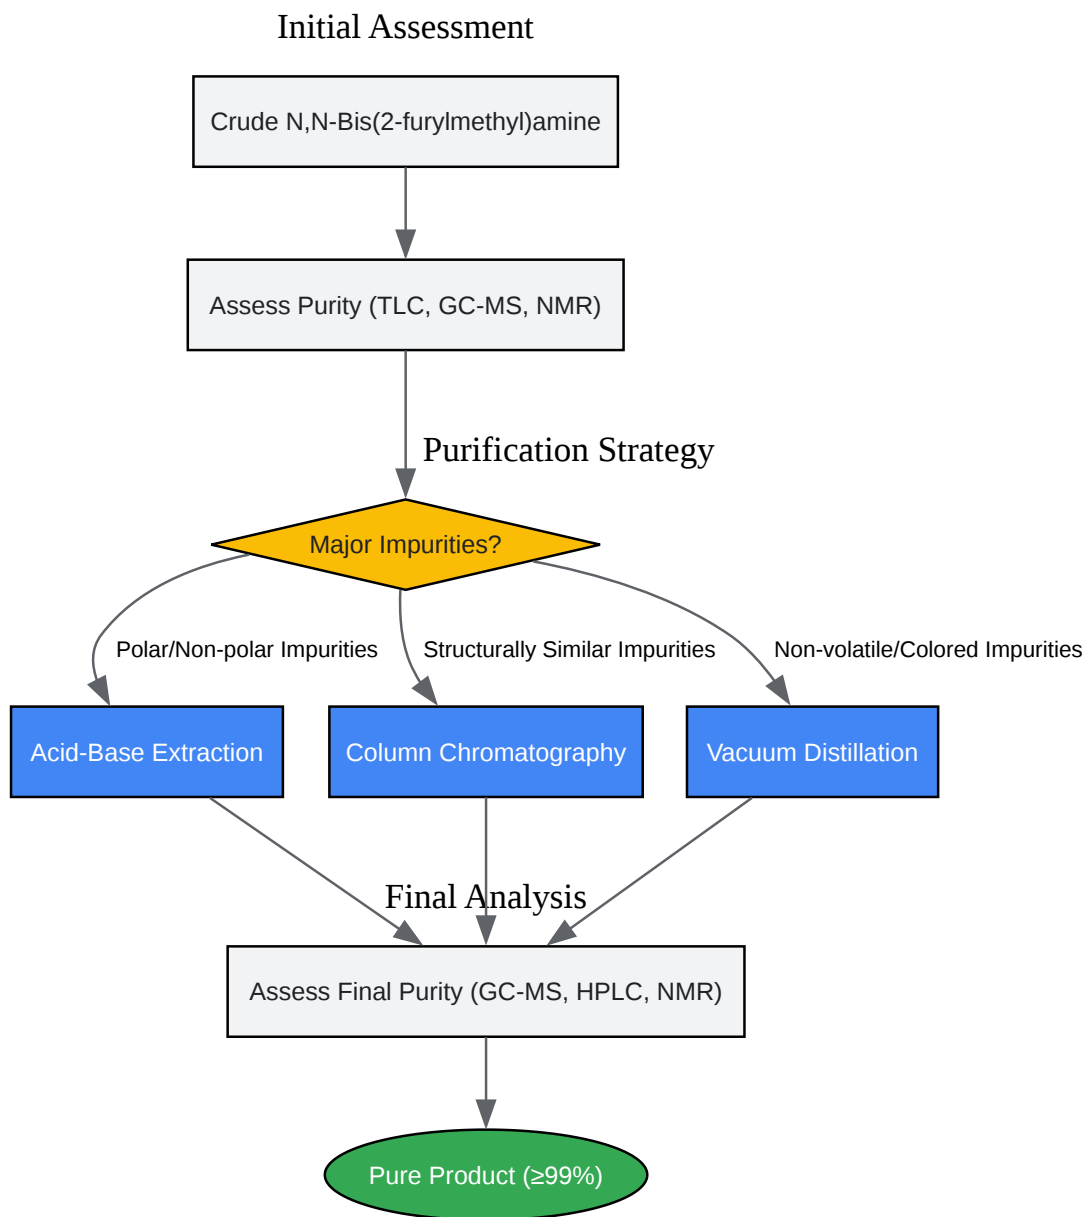 Initial Assessment
Crude N,N-Bis(2-furylmethyl)amine
Assess Purity (TLC, GC-MS, NMR)
Purification Strategy
Major Impurities?
Polar/Non-polar Impurities
Structurally Similar Impurities
Non-volatile/Colored Impurities
Acid-Base Extraction
Column Chromatography
Vacuum Distillation
Final Analysis
Assess Final Purity (GC-MS, HPLC, NMR)
Pure Product (≥99%)